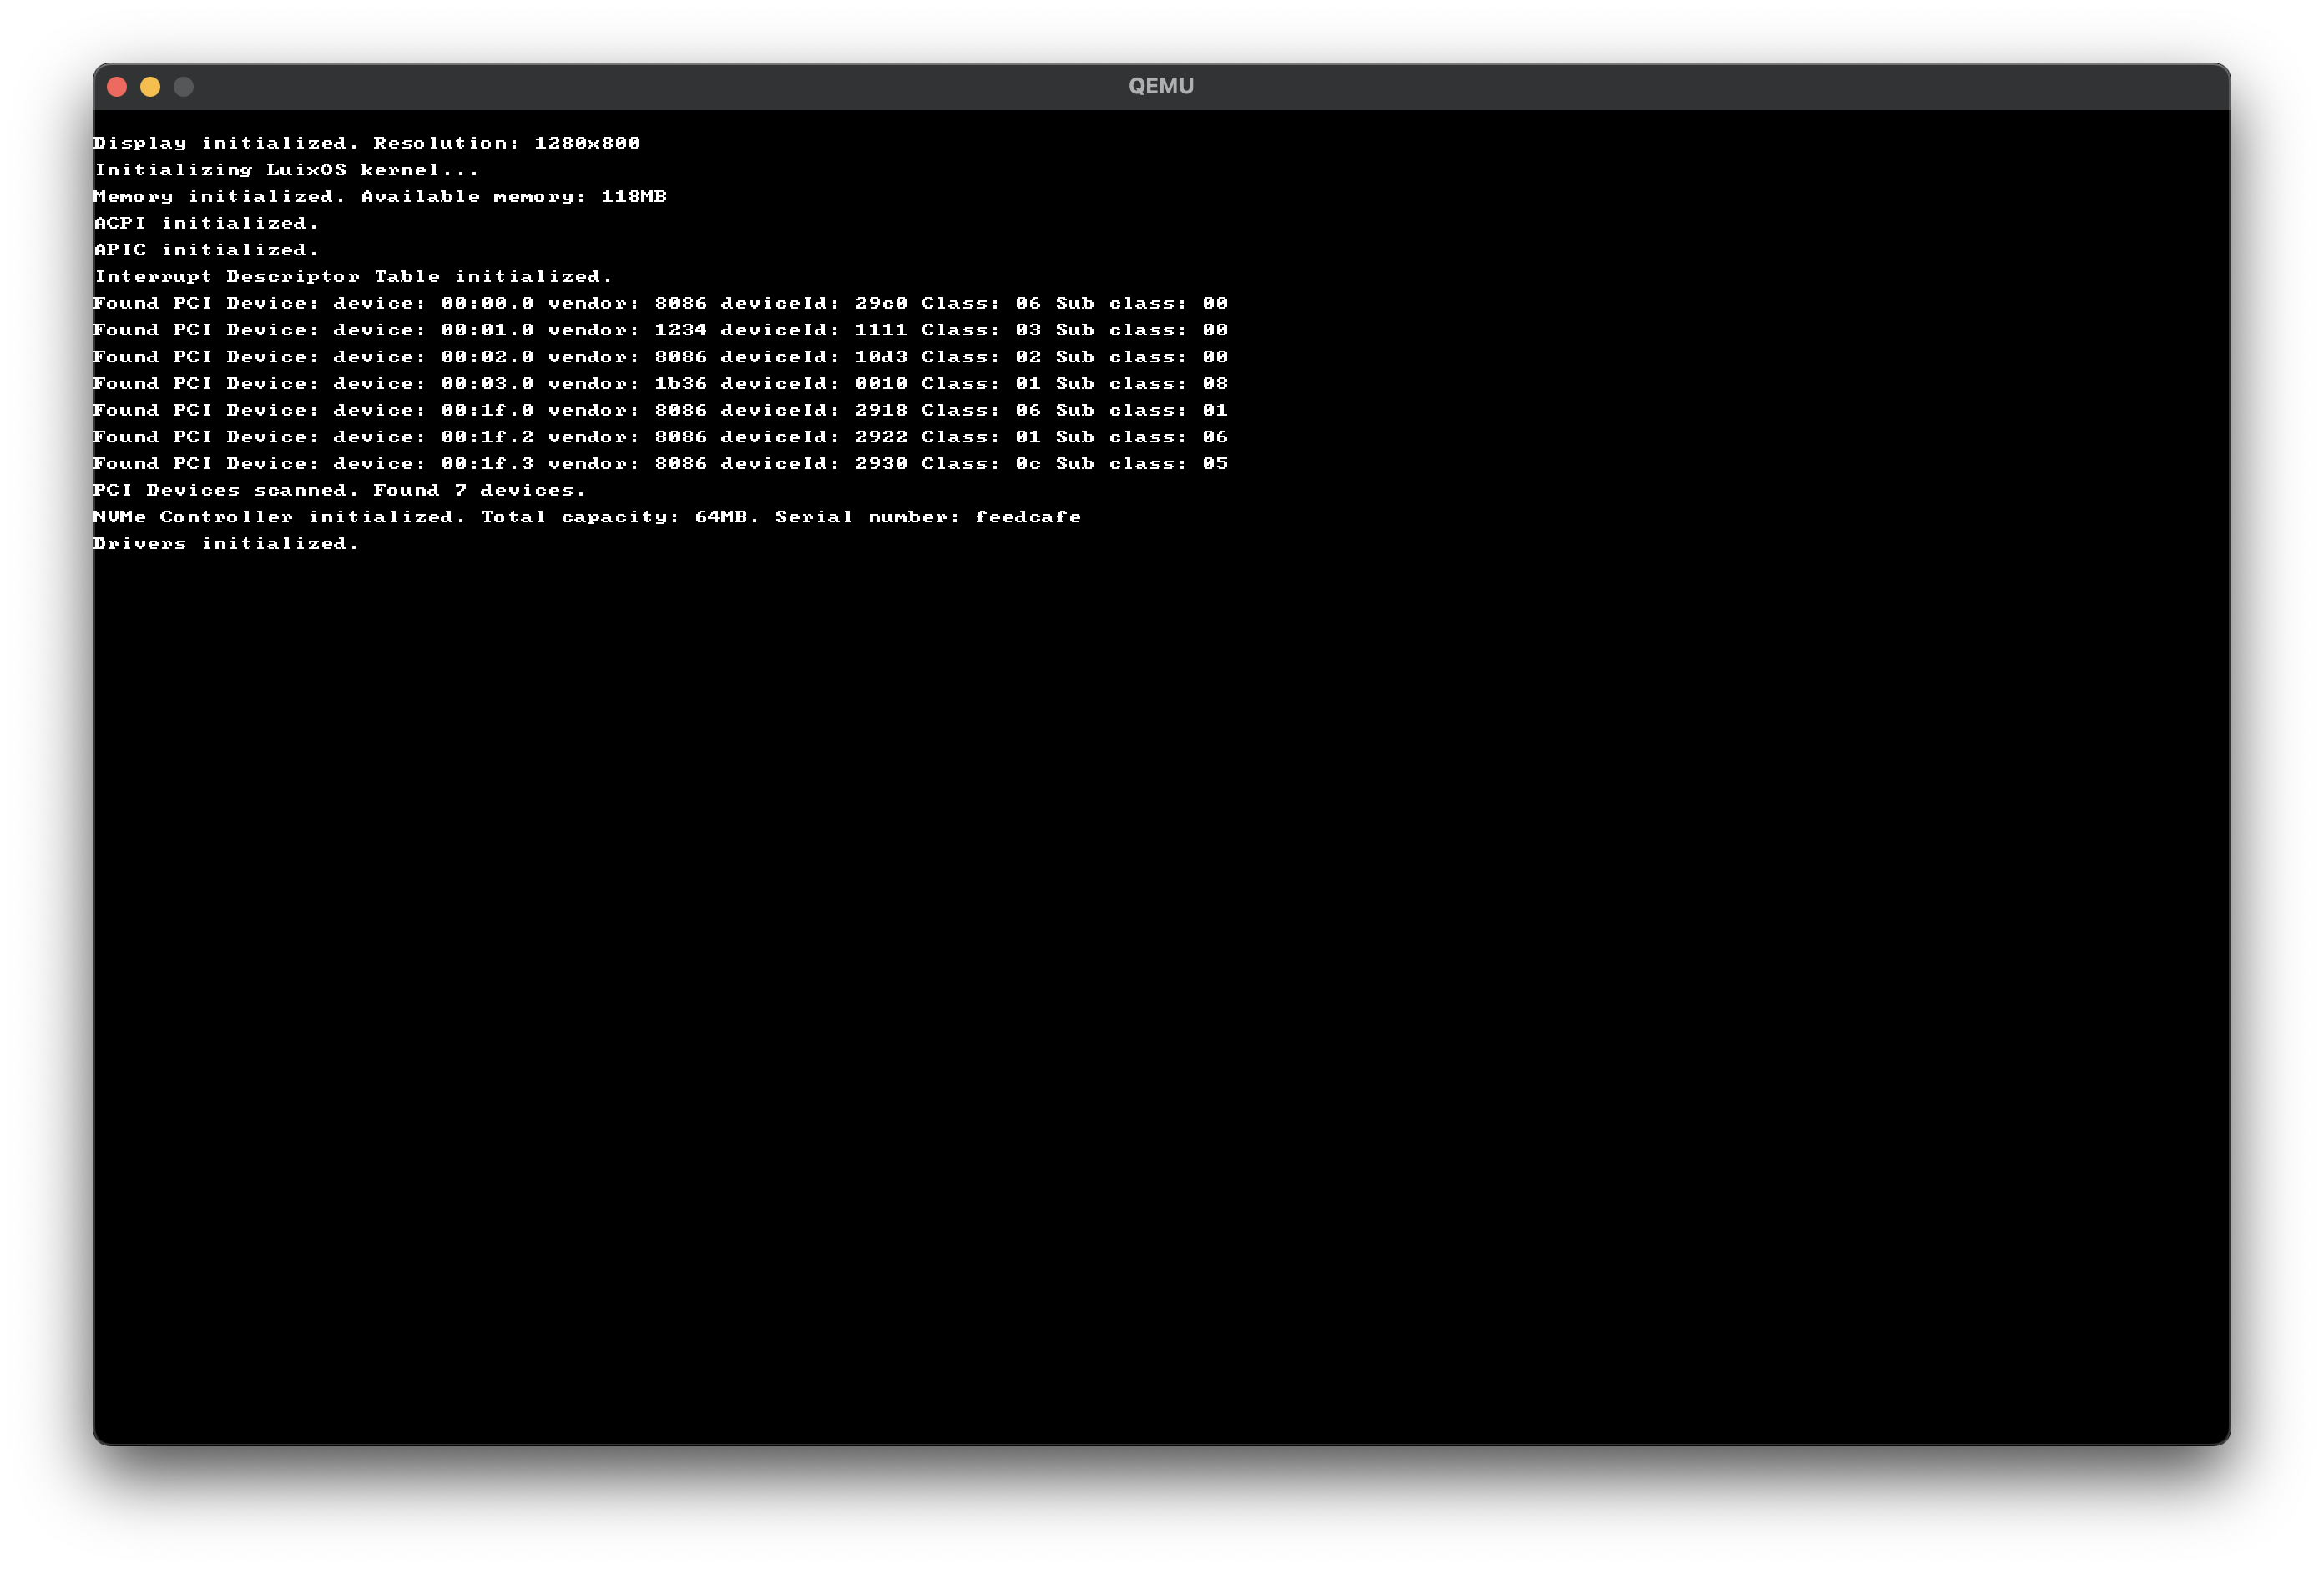 QEMU
Display initialized. Resolution: 1280x800
Initializing LuixOS kernel...
Memory initialized. Available memory: 118MB
ACPI initialized.
APIC initialized.
Interrupt Descriptor Table initialized.
Found PCI Device: device: 00:00.0 vendor: 8086 deviceId: 29c0 Class: 06 Sub class: 00
Found PCI Device: device: 00:01.0 vendor: 1234 deviceId: 1111 Class: 03 Sub class: 00
Found PCI Device: device: 00:02.0 vendor: 8086 deviceId: 10d3 Class: 02 Sub class: 00
Found PCI Device: device: 00:03.0 vendor: 1b36 deviceId: 0010 Class: 01 Sub class: 08
Found PCI Device: device: 00:1f.0 vendor: 8086 deviceId: 2918 Class: 06 Sub class: 01
Found PCI Device: device: 00:1f.2 vendor: 8086 deviceId: 2922 Class: 01 Sub class: 06
Found PCI Device: device: 00:1f.3 vendor: 8086 deviceId: 2930 Class: 0c Sub class: 05
PCI Devices scanned. Found 7 devices.
NVMe Controller initialized. Total capacity: 64MB. Serial number: feedcafe
Drivers initialized.